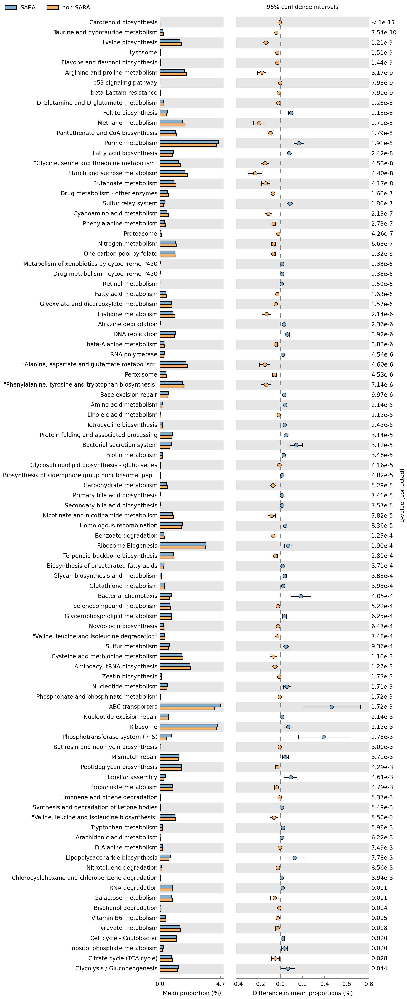 SARA non-SARA 95% confidence intervals
Carotenoid biosynthesis < 1e-15
Taurine and hypotaurine metabolism 7.54e-10
Lysine biosynthesis 1.21e-9
Lysosome 1.51e-9
Flavone and flavonol biosynthesis 1.44e-9
Arginine and proline metabolism 3.17e-9
p53 signaling pathway 7.93e-9
beta-Lactam resistance 7.90e-9
D-Glutamine and D-glutamate metabolism 1.26e-8
Folate biosynthesis 1.15e-8
Methane metabolism 1.71e-8
Pantothenate and CoA biosynthesis 1.79e-8
Purine metabolism 1.91e-8
Fatty acid biosynthesis 2.42e-8
"Glycine, serine and threonine metabolism" 4.53e-8
Starch and sucrose metabolism 4.40e-8
Butanoate metabolism 4.17e-8
Drug metabolism - other enzymes 1.66e-7
Sulfur relay system 1.80e-7
Cyanoamino acid metabolism 2.13e-7
Phenylalanine metabolism 2.73e-7
Proteasome 4.26e-7
Nitrogen metabolism 6.68e-7
One carbon pool by folate 1.32e-6
Metabolism of xenobiotics by cytochrome P450 1.33e-6
Drug metabolism - cytochrome P450 1.38e-6
Retinol metabolism 1.59e-6
Fatty acid metabolism 1.63e-6
Glyoxylate and dicarboxylate metabolism 1.57e-6
Histidine metabolism 2.14e-6
Atrazine degradation 2.36e-6
DNA replication 3.92e-6
beta-Alanine metabolism 3.83e-6
RNA polymerase 4.54e-6
"Alanine, aspartate and glutamate metabolism" 4.60e-6
Peroxisome 4.53e-6
"Phenylalanine, tyrosine and tryptophan biosynthesis" 7.14e-6
Base excision repair 9.97e-6
Amino acid metabolism 2.14e-5
Linoleic acid metabolism 2.15e-5
Tetracycline biosynthesis 2.45e-5
Protein folding and associated processing 3.14e-5
Bacterial secretion system 3.12e-5
Biotin metabolism 3.46e-5
Glycosphingolipid biosynthesis - globo series 4.16e-5
Biosynthesis of siderophore group nonribosomal pep... 4.82e-5
Carbohydrate metabolism 5.29e-5
Primary bile acid biosynthesis 7.41e-5
Secondary bile acid biosynthesis 7.57e-5
Nicotinate and nicotinamide metabolism 7.82e-5
Homologous recombination 8.36e-5
Benzoate degradation 1.23e-4
Ribosome Biogenesis 1.90e-4
Terpenoid backbone biosynthesis 2.89e-4
Biosynthesis of unsaturated fatty acids 3.71e-4
Glycan biosynthesis and metabolism 3.85e-4
Glutathione metabolism 3.93e-4
Bacterial chemotaxis 4.05e-4
Selenocompound metabolism 5.22e-4
Glycerophospholipid metabolism 6.25e-4
Novobiocin biosynthesis 6.47e-4
"Valine, leucine and isoleucine degradation" 7.48e-4
Sulfur metabolism 9.36e-4
Cysteine and methionine metabolism 1.10e-3
Aminoacyl-tRNA biosynthesis 1.27e-3
Zeatin biosynthesis 1.73e-3
Nucleotide metabolism 1.71e-3
Phosphonate and phosphinate metabolism 1.72e-3
ABC transporters 1.72e-3
Nucleotide excision repair 2.14e-3
Ribosome 2.15e-3
Phosphotransferase system (PTS) 2.78e-3
Butirosin and neomycin biosynthesis 3.00e-3
Mismatch repair 3.71e-3
Peptidoglycan biosynthesis 4.29e-3
Flagellar assembly 4.61e-3
Propanoate metabolism 4.79e-3
Limonene and pinene degradation 5.37e-3
Synthesis and degradation of ketone bodies 5.49e-3
"Valine, leucine and isoleucine biosynthesis" 5.50e-3
Tryptophan metabolism 5.98e-3
Arachidonic acid metabolism 6.22e-3
D-Alanine metabolism 7.49e-3
Lipopolysaccharide biosynthesis 7.78e-3
Nitrotoluene degradation 8.56e-3
Chlorocyclohexane and chlorobenzene degradation 8.94e-3
RNA degradation 0.011
Galactose metabolism 0.011
Bisphenol degradation 0.014
Vitamin B6 metabolism 0.015
Pyruvate metabolism 0.018
Cell cycle - Caulobacter 0.020
Inositol phosphate metabolism 0.020
Citrate cycle (TCA cycle) 0.028
Glycolysis / Gluconeogenesis 0.044
q-value (corrected)
0.0 4.7 −0.4 −0.2 0.0 0.2 0.4 0.6 0.8
Mean proportion (%) Difference in mean proportions (%)